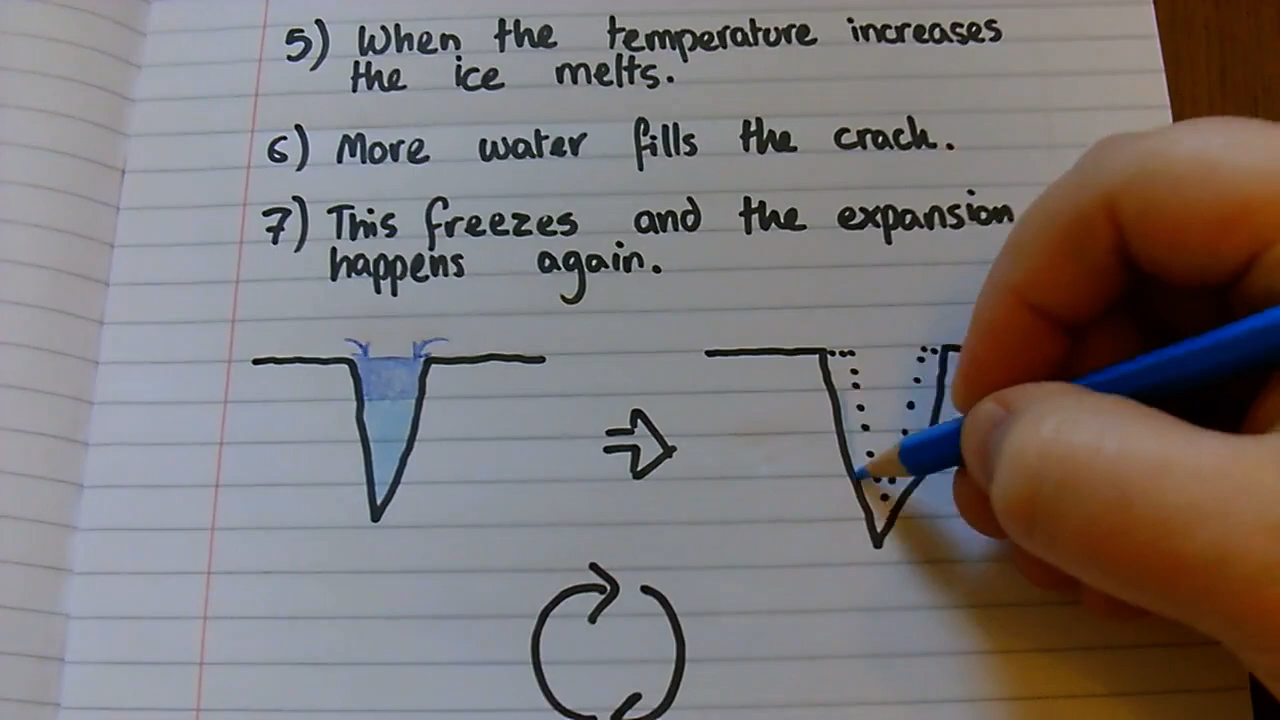 5) When the temperature increases
the ice melts.
6) More water fills the crack.
7) This freezes and the expansion
happens again.